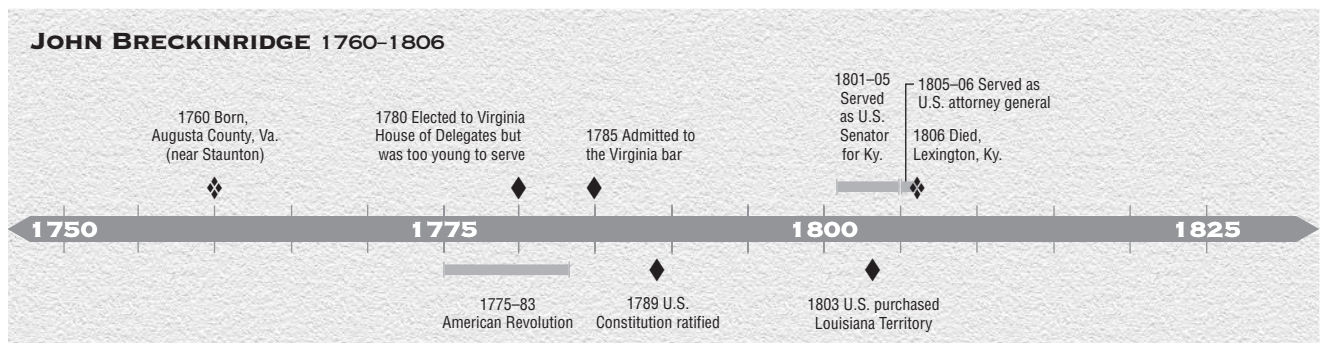 JOHN BRECKINRIDGE 1760–1806
1760 Born,
Augusta County, Va.
(near Staunton)
1780 Elected to Virginia
House of Delegates but
was too young to serve
1785 Admitted to
the Virginia bar
1801–05
Served
as U.S.
Senator
for Ky.
1805–06 Served as
U.S. attorney general
1806 Died,
Lexington, Ky.
1750
1775
1800
1825
1775–83
American Revolution
1789 U.S.
Constitution ratified
1803 U.S. purchased
Louisiana Territory